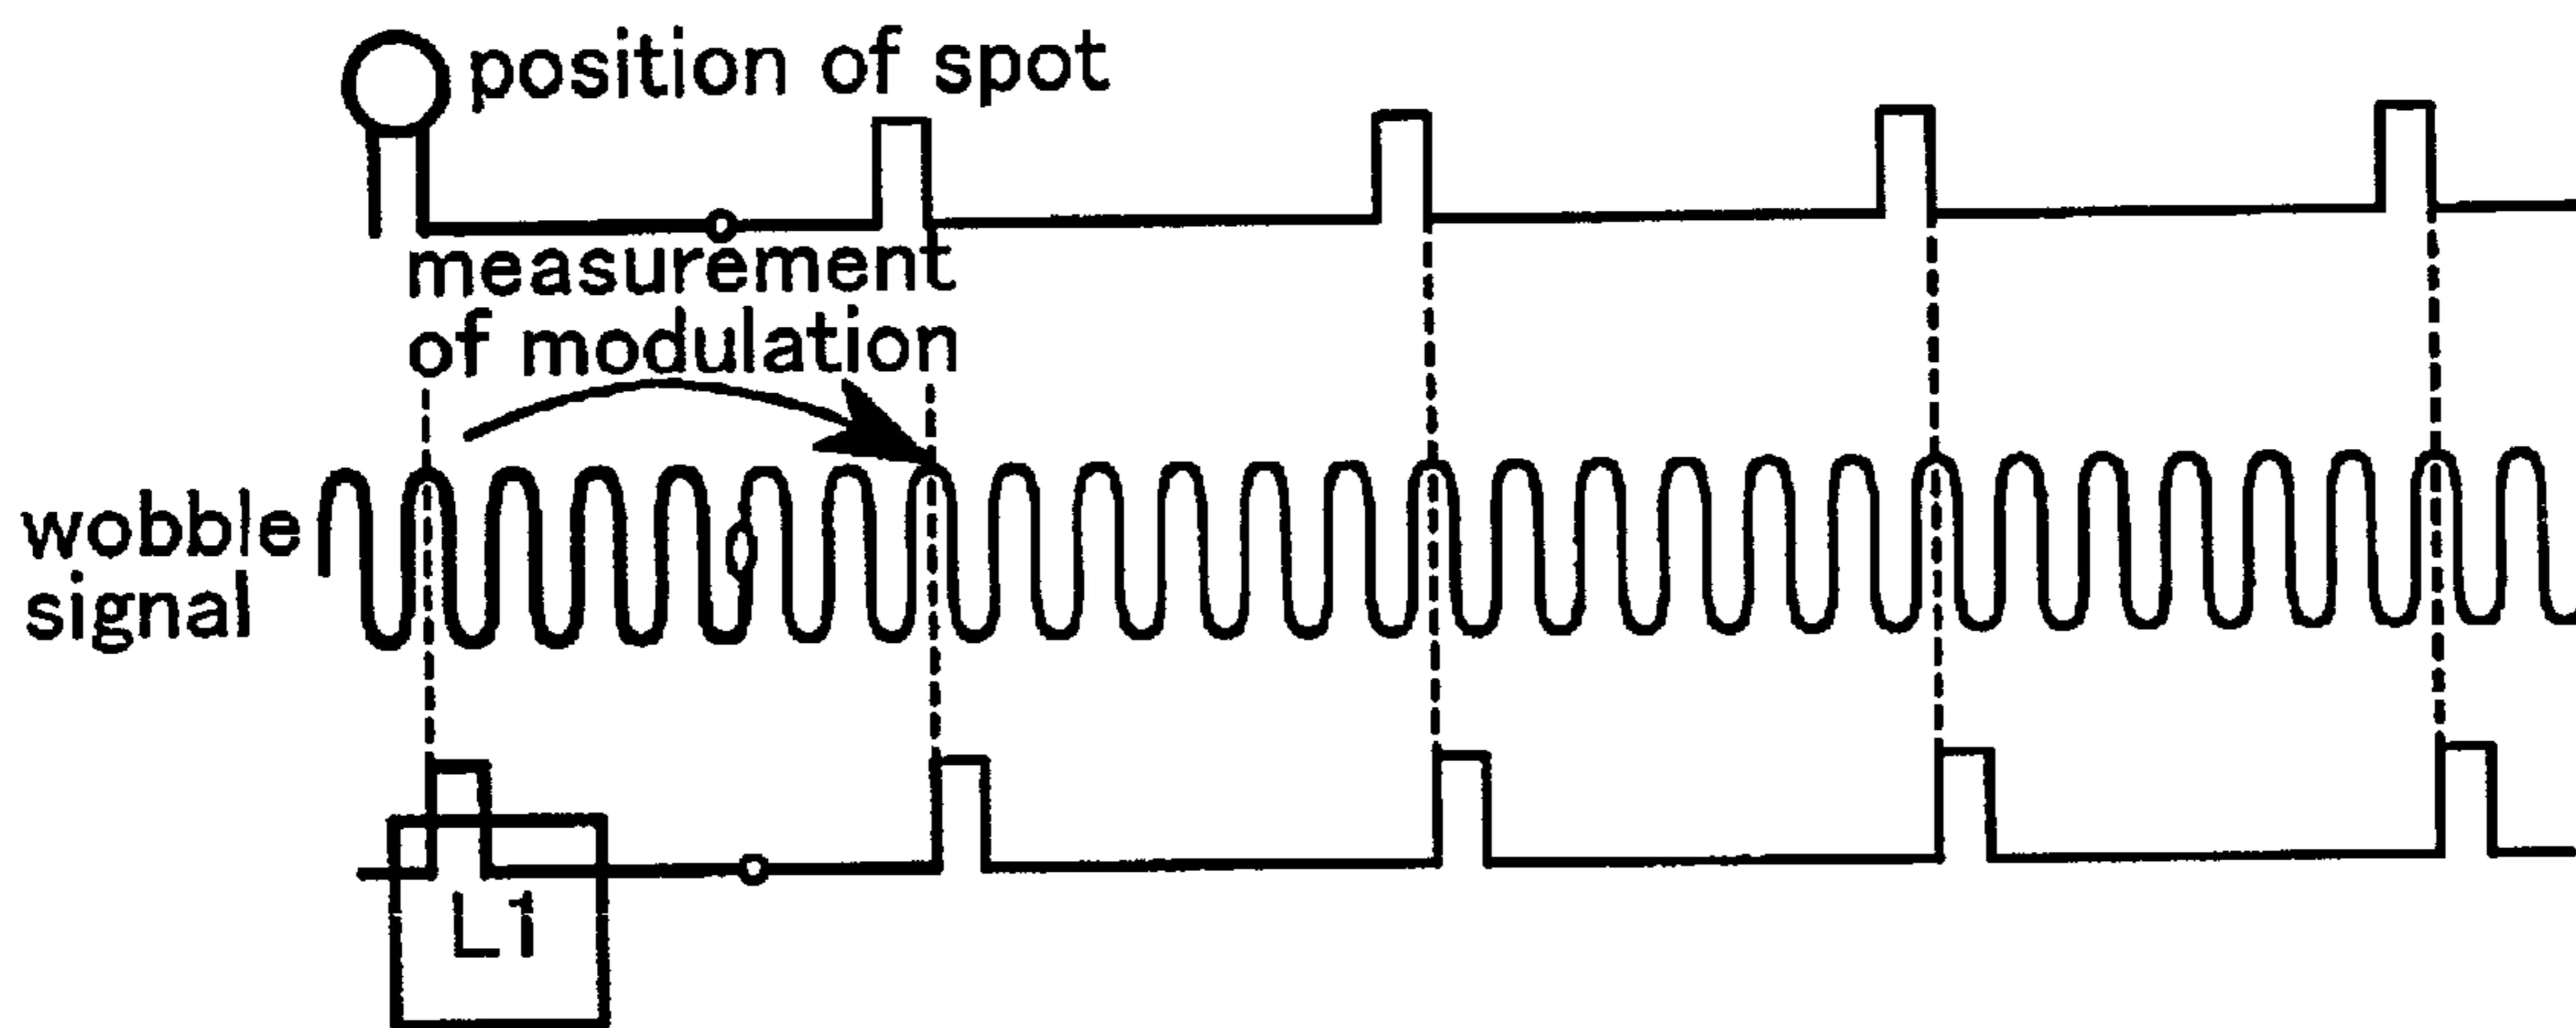 position of spot
measurement
of modulation
wobble
signal
L1